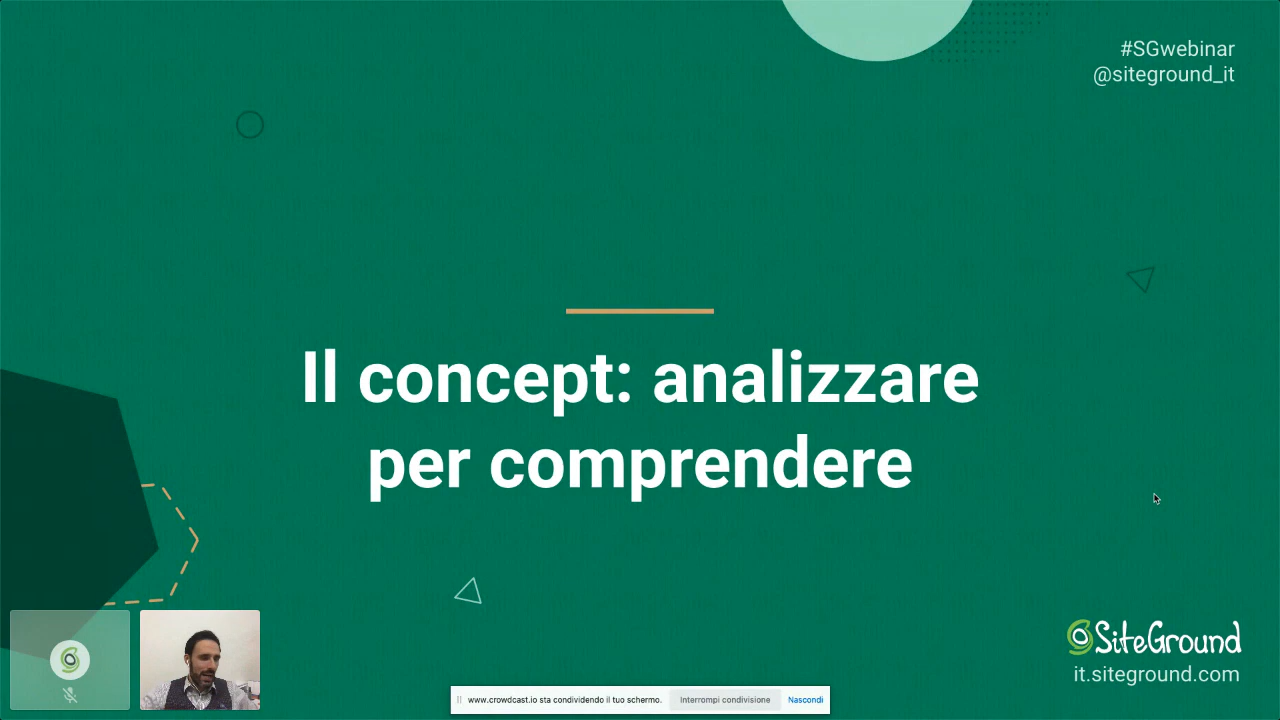 #SGwebinar
@siteground_it
Il concept: analizzare
per comprendere
SiteGround
it.siteground.com
www.crowdcast.io sta condividendo il tuo schermo. Interrompi condivisione Nascondi